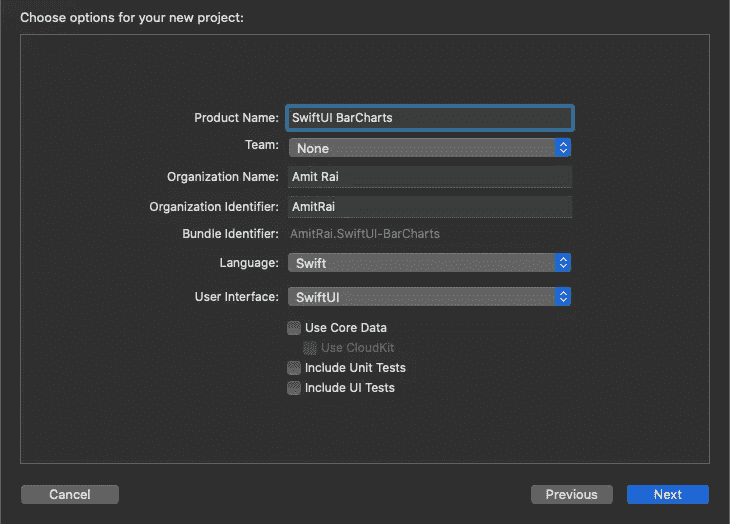 Choose options for your new project:
Product Name: SwiftUI BarCharts
Team: None
Organization Name: Amit Rai
Organization Identifier: AmitRai
Bundle Identifier: AmitRai.SwiftUI-BarCharts
Language: Swift
User Interface: SwiftUI
Use Core Data
Use CloudKit
Include Unit Tests
Include UI Tests
Cancel Previous Next